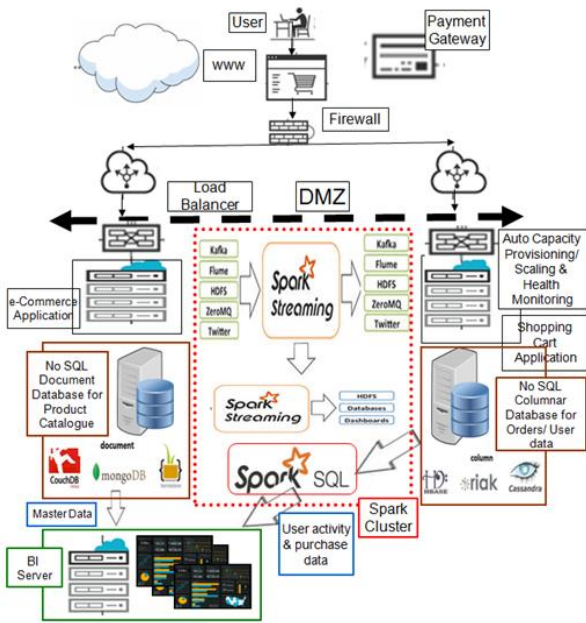 User
Payment
Gateway
www
Firewall
Load
Balancer
DMZ
Auto Capacity
Provisioning/
Scaling &
Health
Monitoring
e-Commerce
Application
Kafka
Flume
HDFS
ZeroMQ
Twitter
Spark
Streaming
Kafka
Flume
HDFS
ZeroMQ
Twitter
Shopping
Cart
Application
No SQL
Document
Database for
Product
Catalogue
document
CouchDB
mongoDB
Spark
Streaming
HDFS
Databases
Dashboards
Spark SQL
No SQL
Columnar
Database for
Orders/ User
data
column
HBASE
riak
Cassandra
Spark
Cluster
Master Data
User activity
& purchase
data
BI
Server